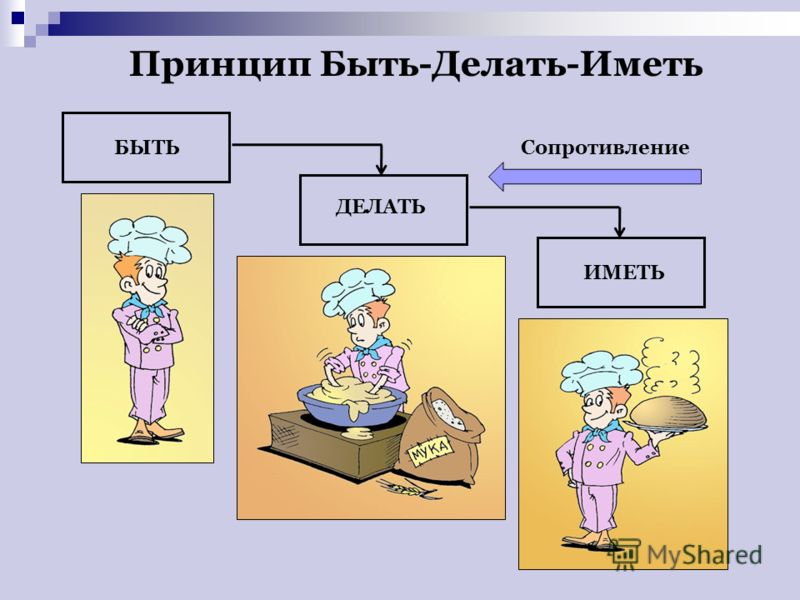 Принцип Быть-Делать-Иметь
БЫТЬ
Сопротивление
ДЕЛАТЬ
ИМЕТЬ
МУКА
MyShared